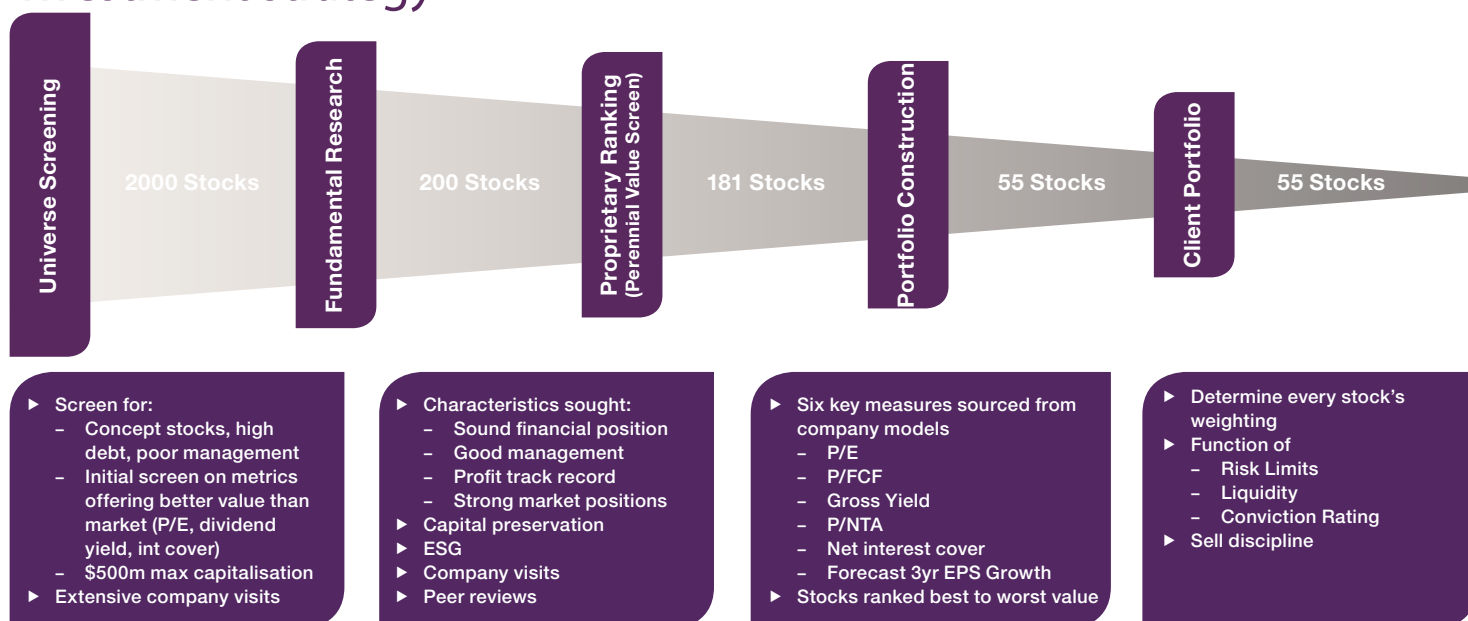 Investment strategy
Universe Screening
2000 Stocks
Fundamental Research
200 Stocks
Proprietary Ranking
(Perennial Value Screen)
181 Stocks
Portfolio Construction
55 Stocks
Client Portfolio
55 Stocks
▶ Screen for:
– Concept stocks, high
debt, poor management
– Initial screen on metrics
offering better value than
market (P/E, dividend
yield, int cover)
– $500m max capitalisation
▶ Extensive company visits
▶ Characteristics sought:
– Sound financial position
– Good management
– Profit track record
– Strong market positions
▶ Capital preservation
▶ ESG
▶ Company visits
▶ Peer reviews
▶ Six key measures sourced from
company models
– P/E
– P/FCF
– Gross Yield
– P/NTA
– Net interest cover
– Forecast 3yr EPS Growth
▶ Stocks ranked best to worst value
▶ Determine every stock's
weighting
▶ Function of
– Risk Limits
– Liquidity
– Conviction Rating
▶ Sell discipline